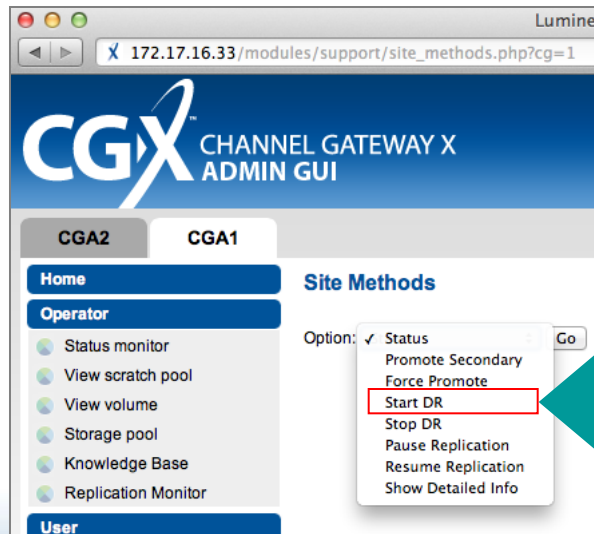 Lumine
172.17.16.33/modules/support/site_methods.php?cg=1
CGX™ CHANNEL GATEWAY X
ADMIN GUI
CGA2 CGA1
Home
Operator
Status monitor
View scratch pool
View volume
Storage pool
Knowledge Base
Replication Monitor
User
Site Methods
Option: ✓ Status Go
Promote Secondary
Force Promote
Start DR
Stop DR
Pause Replication
Resume Replication
Show Detailed Info